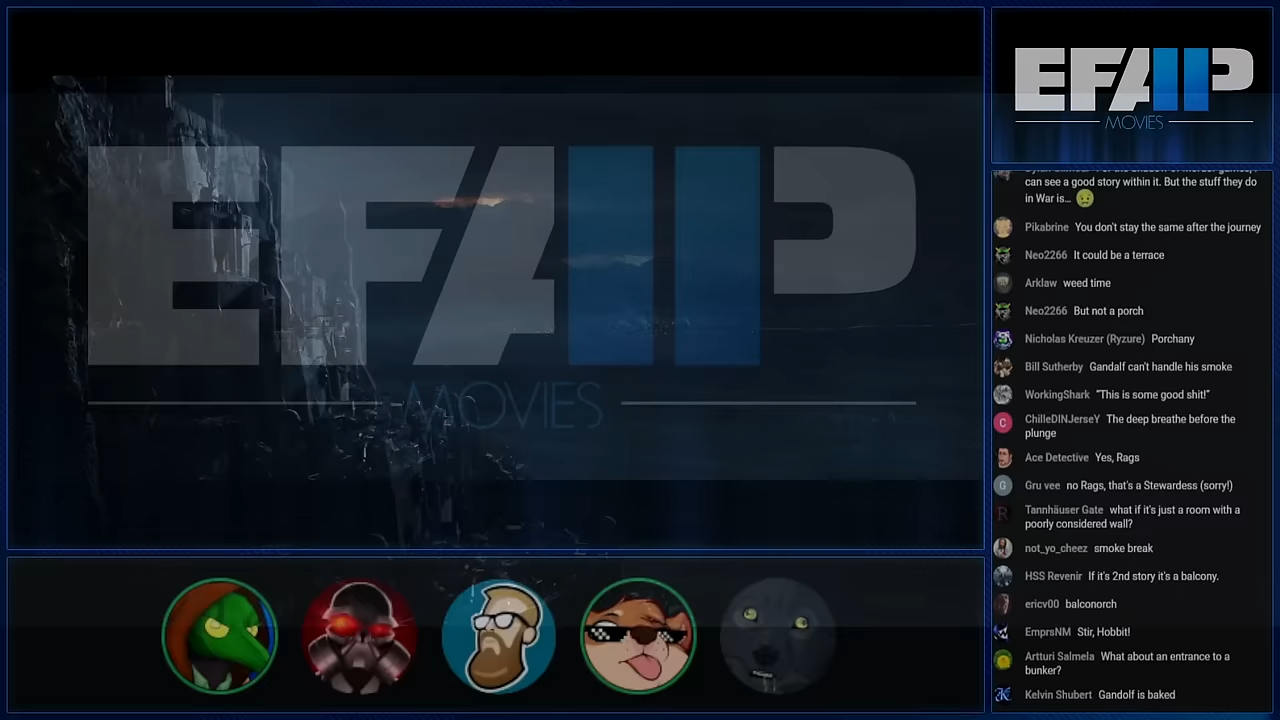 EFAP
MOVIES
EFAP
MOVIES
can see a good story within it. But the stuff they do
in War is...
Pikabrine You don't stay the same after the journey
Neo2266 It could be a terrace
Arklaw weed time
Neo2266 But not a porch
Nicholas Kreuzer (Ryzure) Porchany
Bill Sutherby Gandalf can't handle his smoke
WorkingShark "This is some good shit!"
C
ChilleDINJerseY The deep breathe before the
plunge
Ace Detective Yes, Rags
G
Gru vee no Rags, that's a Stewardess (sorry!)
R
Tannhäuser Gate what if it's just a room with a
poorly considered wall?
not_yo_cheez smoke break
HSS Revenir If it's 2nd story it's a balcony.
ericv00 balconorch
EmprsNM Stir, Hobbit!
Artturi Salmela What about an entrance to a
bunker?
Kelvin Shubert Gandolf is baked